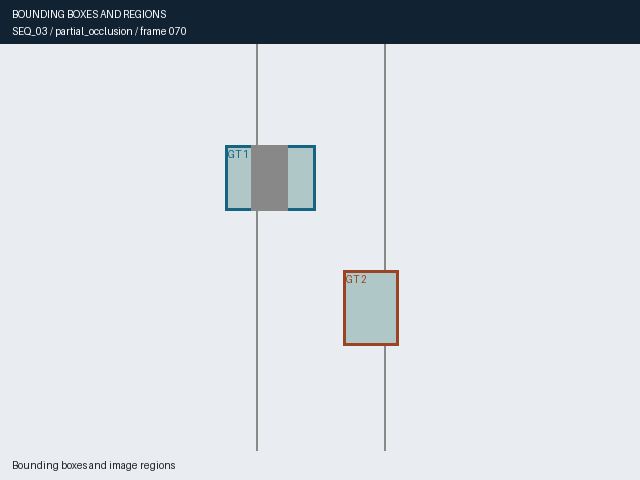 BOUNDING BOXES AND REGIONS
SEQ_03 / partial_occlusion / frame 070
GT1
GT2
Bounding boxes and image regions